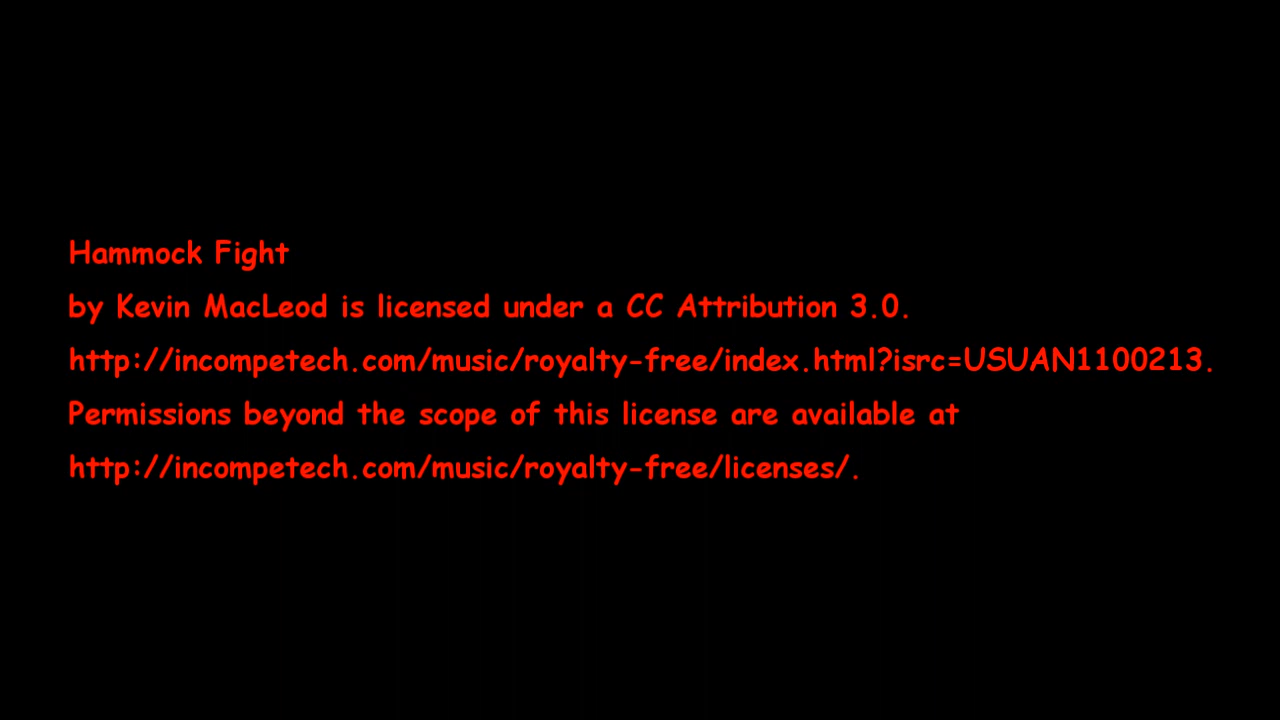 Hammock Fight
by Kevin MacLeod is licensed under a CC Attribution 3.0.
http://incompetech.com/music/royalty-free/index.html?isrc=USUAN1100213.
Permissions beyond the scope of this license are available at
http://incompetech.com/music/royalty-free/licenses/.